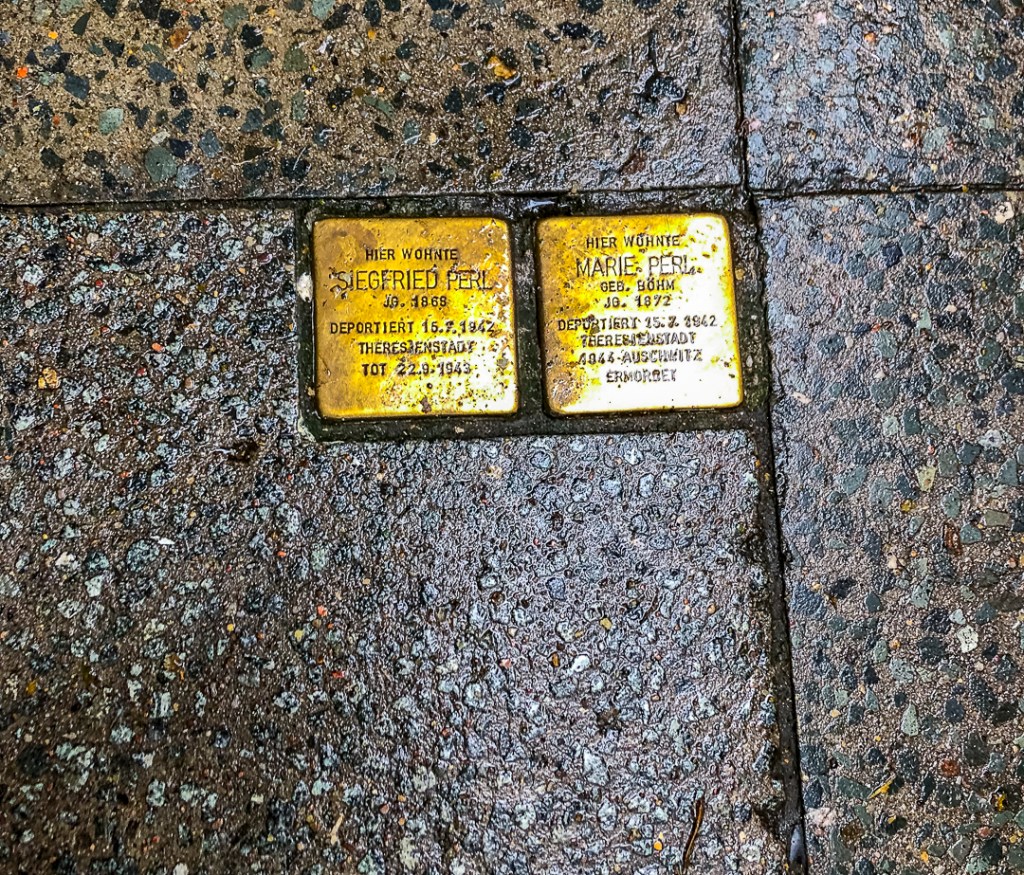 HIER WOHNTE
SIEGFRIED PERL
JG. 1868
DEPORTIERT 15.7.1942
THERESIENSTADT
TOT 22.9.1943
HIER WOHNTE
MARIE PERL
GEB. BÖHM
JG. 1872
DEPORTIERT 15.7.1942
THERESIENSTADT
1944 AUSCHWITZ
ERMORDET